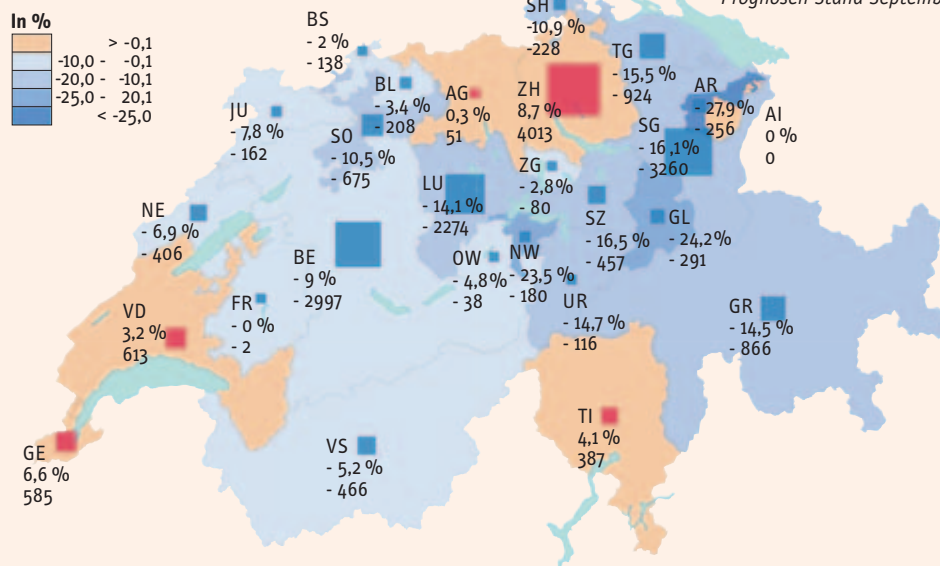 Prognosen Stand Septemb
In %
> -0,1
-10,0 - -0,1
-20,0 - -10,1
-25,0 - 20,1
< -25,0
BS
- 2 %
- 138
SH
-10,9 %
-228
TG
- 15,5 %
- 924
BL
- 3,4 %
- 208
AG
0,3 %
51
ZH
8,7 %
4013
AR
- 27,9 %
- 256
AI
0 %
0
JU
- 7,8 %
- 162
SO
- 10,5 %
- 675
SG
- 16,1%
- 3260
ZG
- 2,8%
- 80
LU
- 14,1 %
- 2274
NE
- 6,9 %
- 406
SZ
- 16,5 %
- 457
GL
- 24,2%
- 291
BE
- 9 %
- 2997
OW
- 4,8%
- 38
NW
- 23,5 %
- 180
UR
- 14,7 %
- 116
FR
- 0 %
- 2
VD
3,2 %
613
GR
- 14,5 %
- 866
GE
6,6 %
585
VS
- 5,2 %
- 466
TI
4,1 %
387